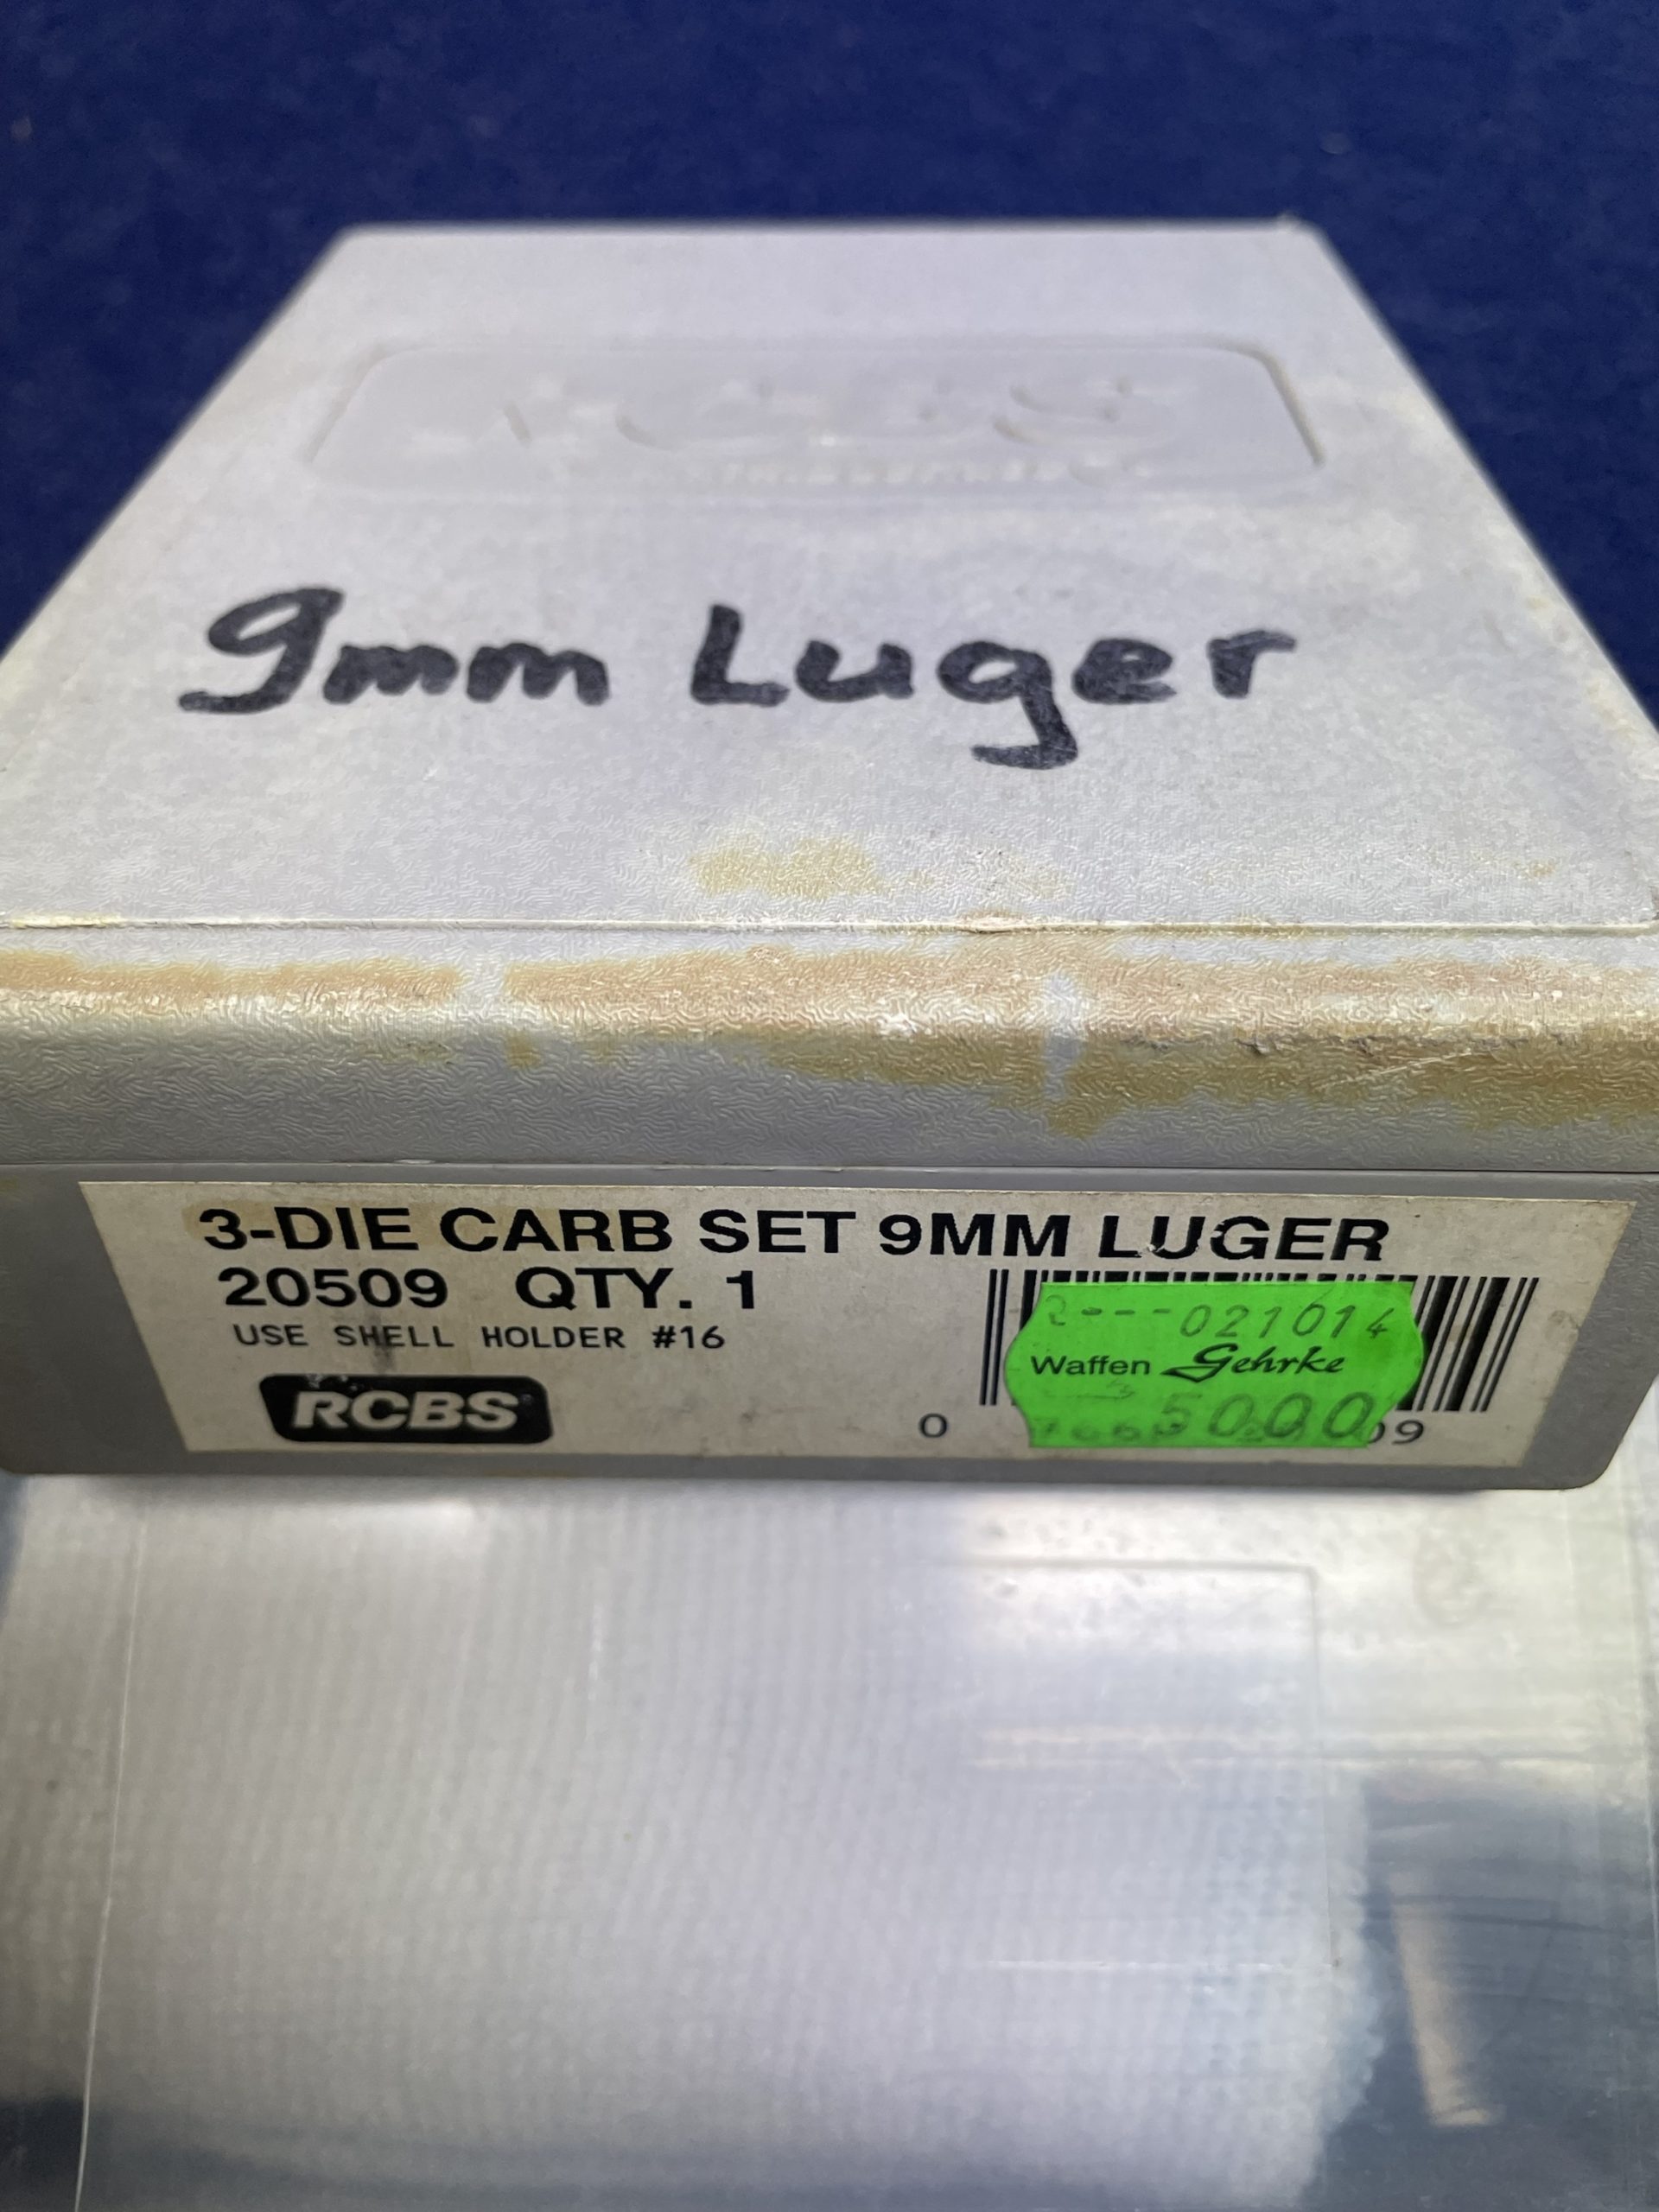 RCBS
9mm Luger
3-DIE CARB SET 9MM LUGER
20509 QTY. 1
USE SHELL HOLDER #16
RCBS
021014
Waffen Gehrke
5000
0 09